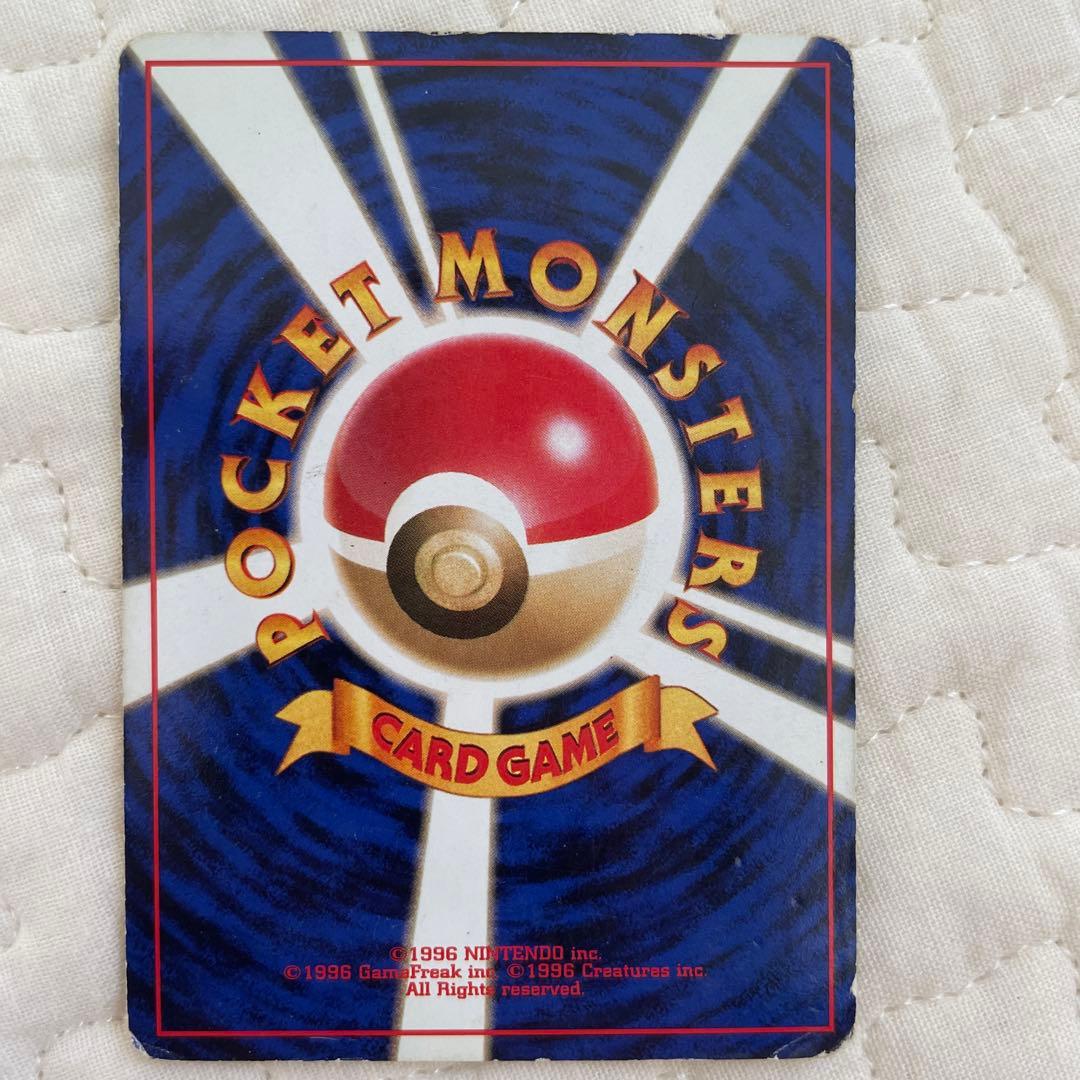 POCKET MONSTERS
CARD GAME
©1996 NINTENDO inc.
©1996 GameFreak inc. ©1996 Creatures inc.
All Rights reserved.